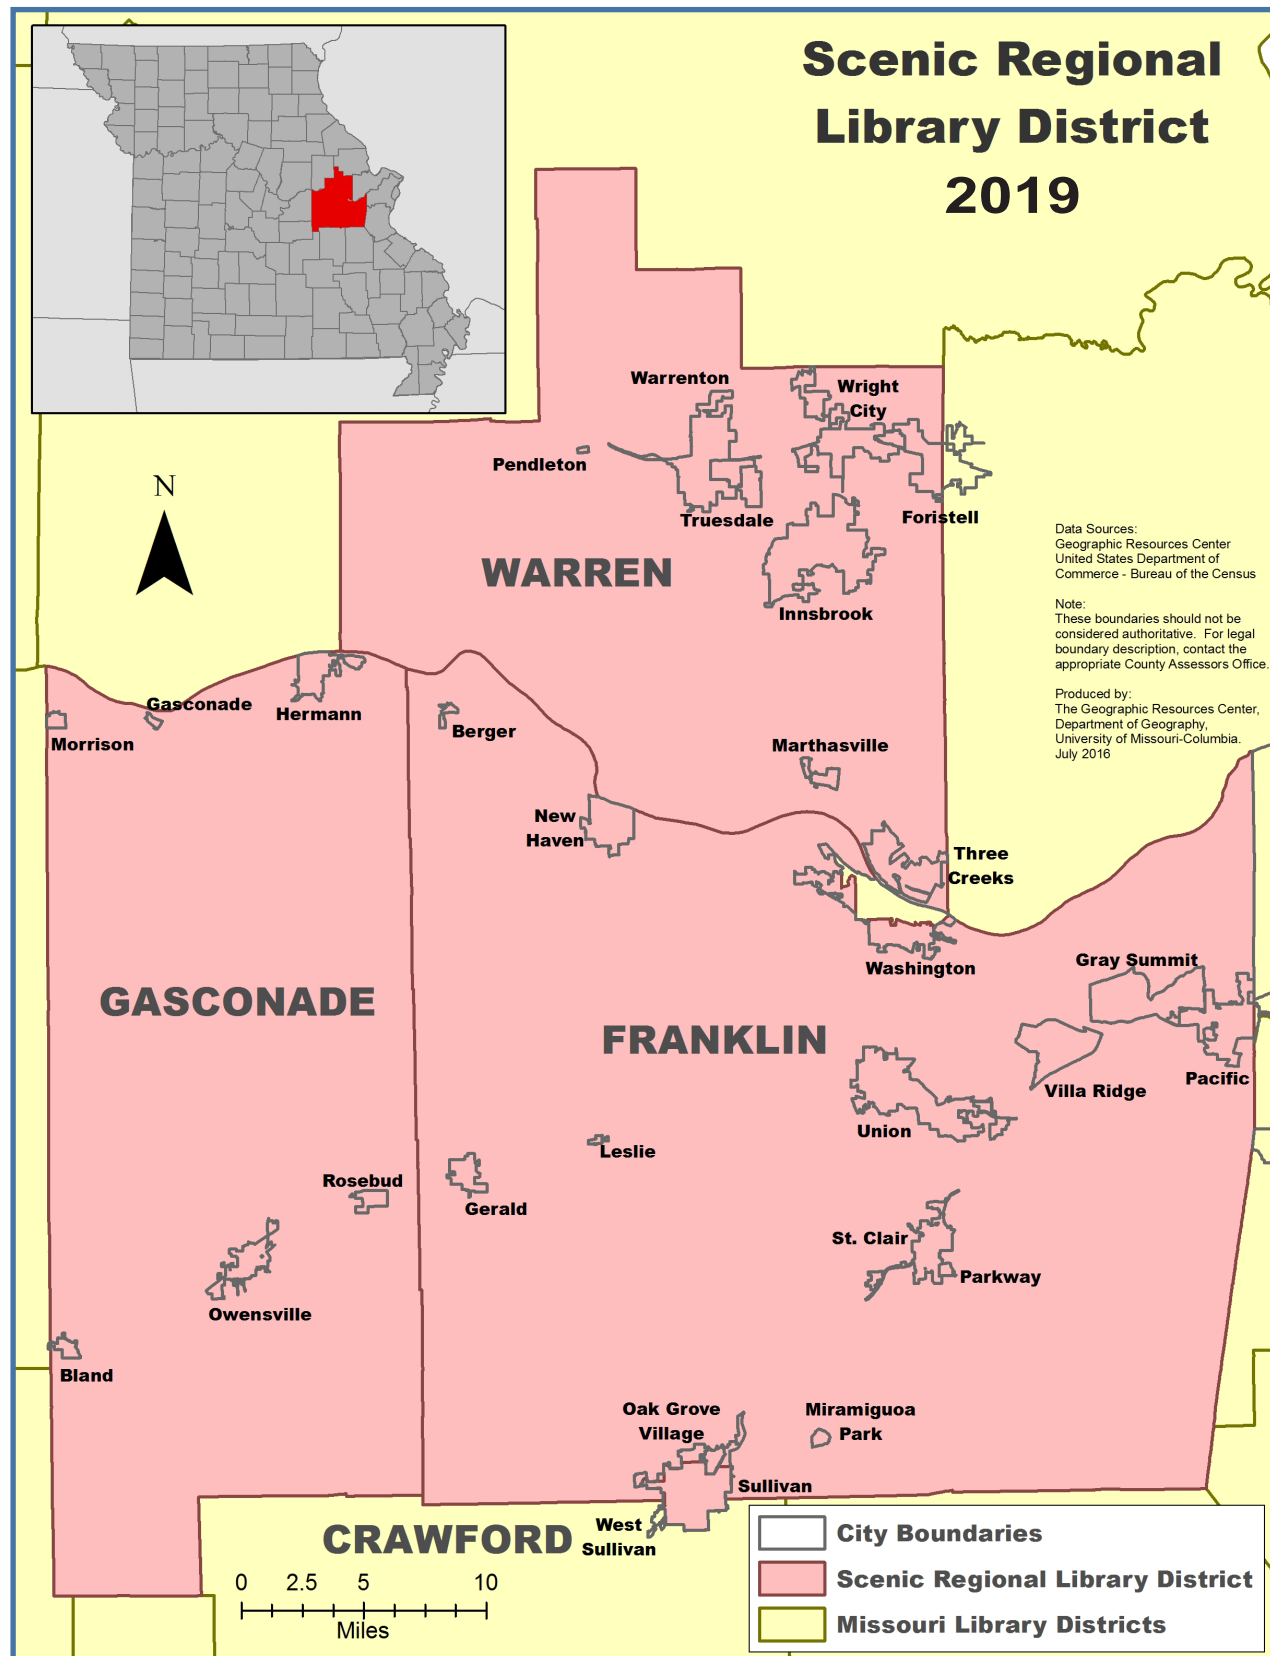 Scenic Regional
Library District
2019
Warrenton
Wright
City
Pendleton
Truesdale
Foristell
N
WARREN
Innsbrook
Data Sources:
Geographic Resources Center
United States Department of
Commerce - Bureau of the Census
Note:
These boundaries should not be
considered authoritative.  For legal
boundary description, contact the
appropriate County Assessors Office.
Produced by:
The Geographic Resources Center,
Department of Geography,
University of Missouri-Columbia.
July 2016
Gasconade
Hermann
Morrison
Berger
Marthasville
New
Haven
Three
Creeks
Washington
Gray Summit
GASCONADE
FRANKLIN
Pacific
Villa Ridge
Union
Leslie
Rosebud
Gerald
St. Clair
Parkway
Owensville
Bland
Oak Grove
Village
Miramiguoa
Park
Sullivan
West
Sullivan
CRAWFORD
0 2.5 5 10
Miles
City Boundaries
Scenic Regional Library District
Missouri Library Districts